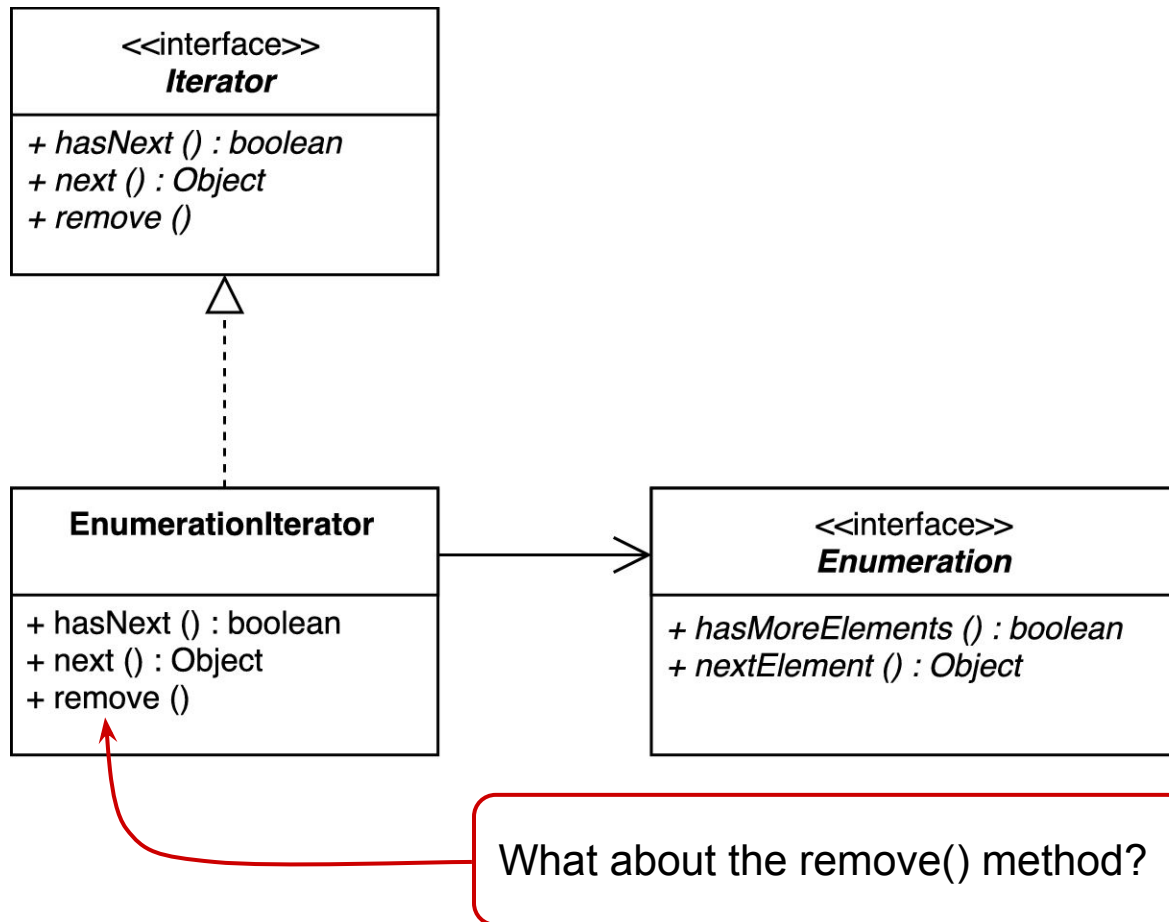 <<interface>>
Iterator
+ hasNext () : boolean
+ next () : Object
+ remove ()
EnumerationIterator
+ hasNext () : boolean
+ next () : Object
+ remove ()
<<interface>>
Enumeration
+ hasMoreElements () : boolean
+ nextElement () : Object
What about the remove() method?